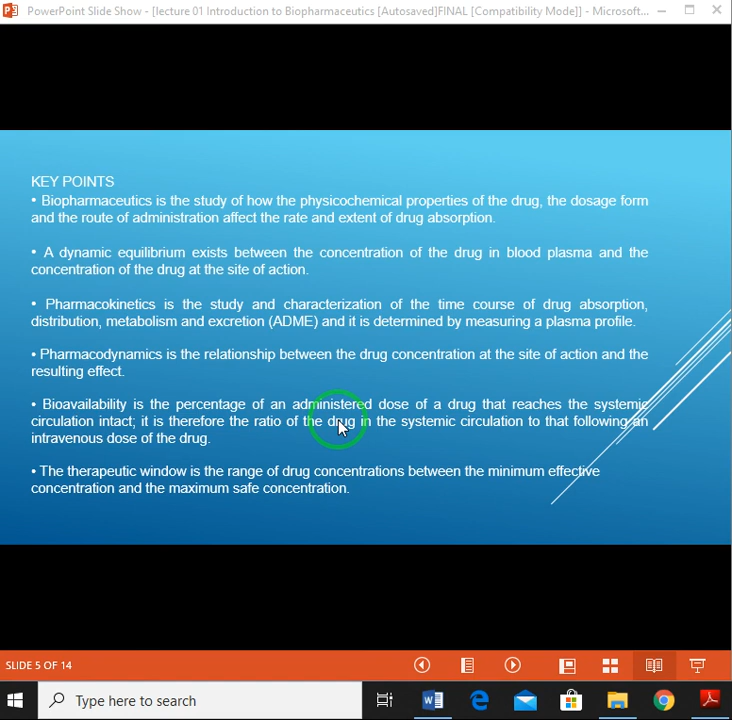 PowerPoint Slide Show - [lecture 01 Introduction to Biopharmaceutics [Autosaved]FINAL [Compatibility Mode]] - Microsoft...
KEY POINTS
• Biopharmaceutics is the study of how the physicochemical properties of the drug, the dosage form
and the route of administration affect the rate and extent of drug absorption.
• A dynamic equilibrium exists between the concentration of the drug in blood plasma and the
concentration of the drug at the site of action.
• Pharmacokinetics is the study and characterization of the time course of drug absorption,
distribution, metabolism and excretion (ADME) and it is determined by measuring a plasma profile.
• Pharmacodynamics is the relationship between the drug concentration at the site of action and the
resulting effect.
• Bioavailability is the percentage of an administered dose of a drug that reaches the systemic
circulation intact; it is therefore the ratio of the drug in the systemic circulation to that following an
intravenous dose of the drug.
• The therapeutic window is the range of drug concentrations between the minimum effective
concentration and the maximum safe concentration.
SLIDE 5 OF 14
Type here to search